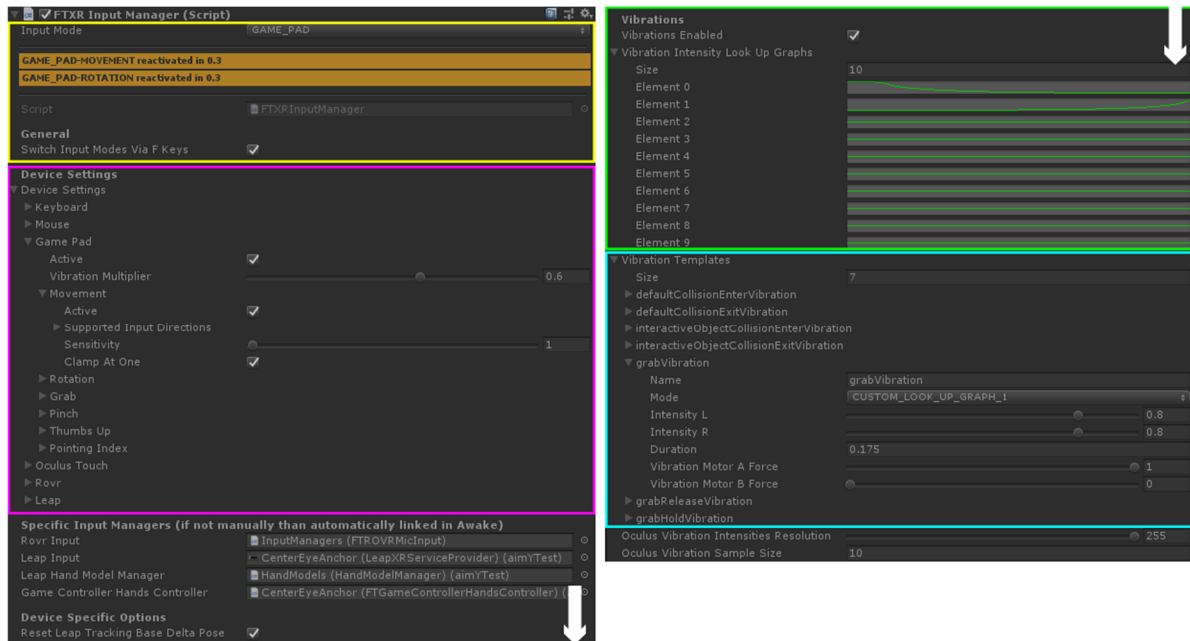 FTXR Input Manager (Script)
Input Mode GAME_PAD
GAME_PAD-MOVEMENT reactivated in 0.3
GAME_PAD-ROTATION reactivated in 0.3
Script FTXRInputManager
General
Switch Input Modes Via F Keys
Device Settings
Device Settings
Keyboard
Mouse
Game Pad
Active
Vibration Multiplier 0.6
Movement
Active
Supported Input Directions
Sensitivity 1
Clamp At One
Rotation
Grab
Pinch
Thumbs Up
Pointing Index
Oculus Touch
Rovr
Leap
Specific Input Managers (if not manually than automatically linked in Awake)
Rovr Input InputManagers (FTROVRMicInput)
Leap Input CenterEyeAnchor (LeapXRServiceProvider) (aimYTest)
Leap Hand Model Manager HandModels (HandModelManager) (aimYTest)
Game Controller Hands Controller CenterEyeAnchor (FTGameControllerHandsController) (
Device Specific Options
Reset Leap Tracking Base Delta Pose
Vibrations
Vibrations Enabled
Vibration Intensity Look Up Graphs
Size 10
Element 0
Element 1
Element 2
Element 3
Element 4
Element 5
Element 6
Element 7
Element 8
Element 9
Vibration Templates
Size 7
defaultCollisionEnterVibration
defaultCollisionExitVibration
interactiveObjectCollisionEnterVibration
interactiveObjectCollisionExitVibration
grabVibration
Name grabVibration
Mode CUSTOM_LOOK_UP_GRAPH_1
Intensity L 0.8
Intensity R 0.8
Duration 0.175
Vibration Motor A Force 1
Vibration Motor B Force 0
grabReleaseVibration
grabHoldVibration
Oculus Vibration Intensities Resolution 255
Oculus Vibration Sample Size 10